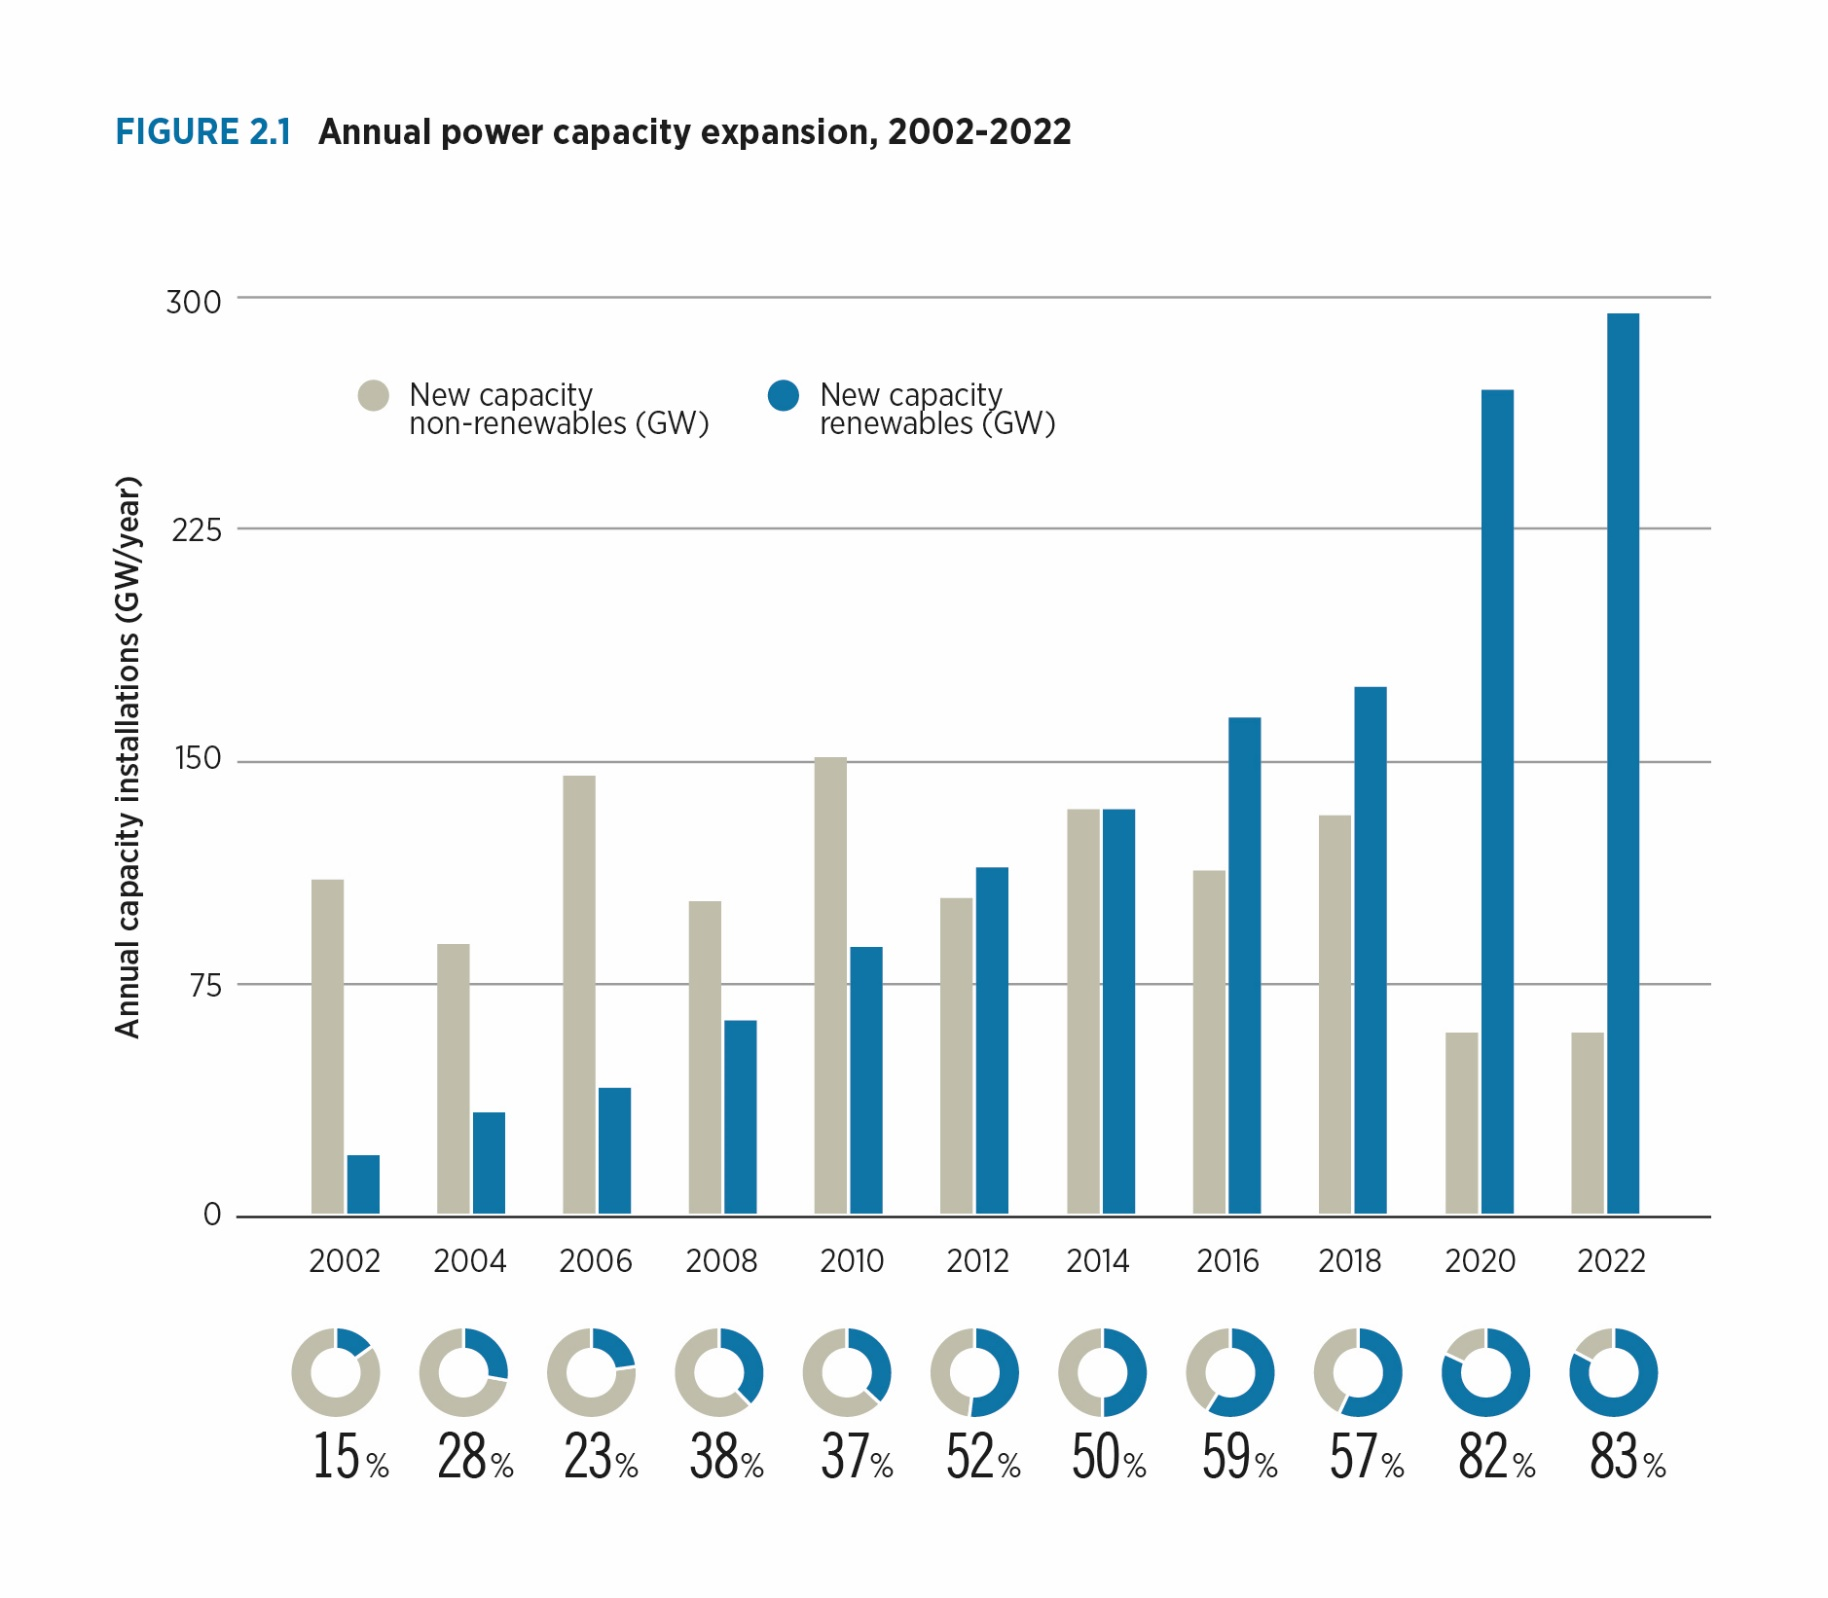 FIGURE 2.1 Annual power capacity expansion, 2002-2022
300
New capacity
non-renewables (GW)
New capacity
renewables (GW)
225
150
75
0
Annual capacity installations (GW/year)
2002 2004 2006 2008 2010 2012 2014 2016 2018 2020 2022
15% 28% 23% 38% 37% 52% 50% 59% 57% 82% 83%